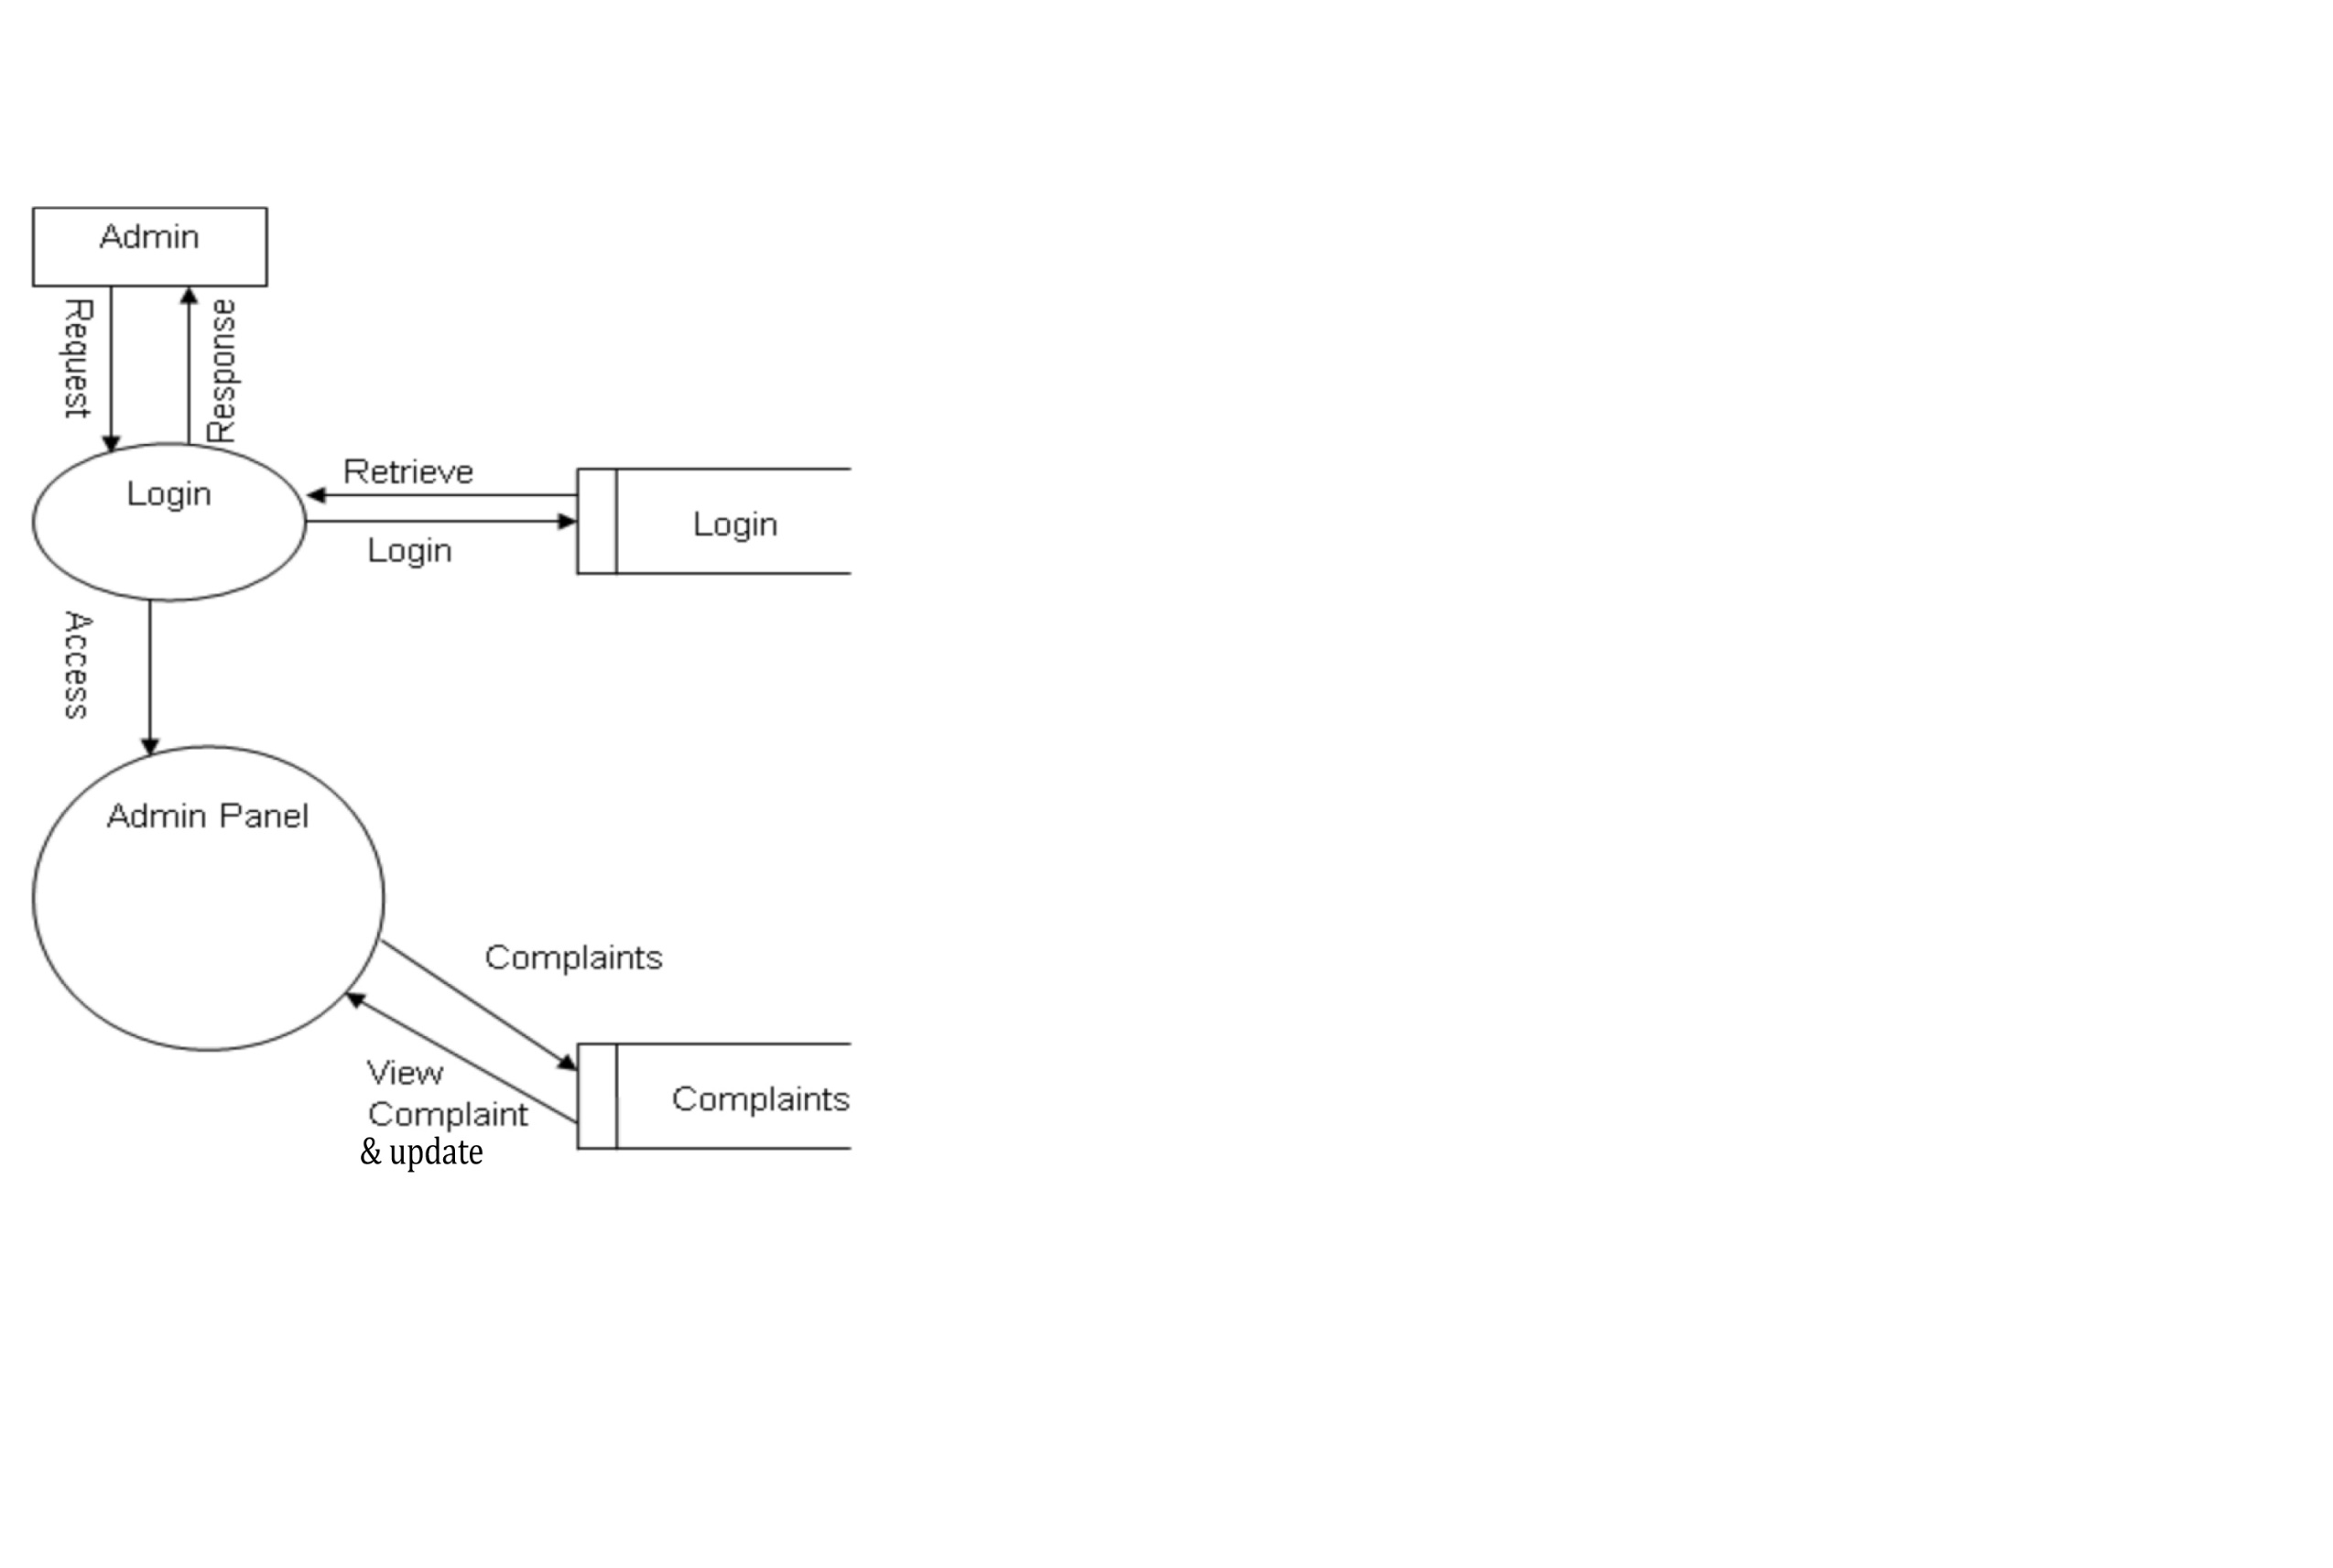 Admin
Request
Response
Login
Retrieve
Login
Login
Access
Admin Panel
Complaints
View
Complaint
& update
Complaints